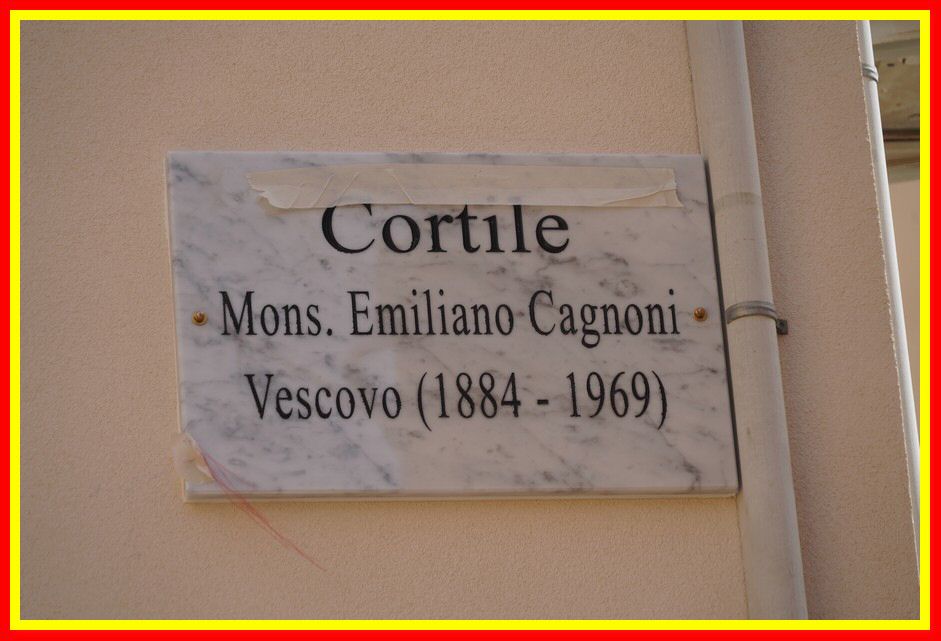 Cortile
Mons. Emiliano Cagnoni
Vescovo (1884 - 1969)